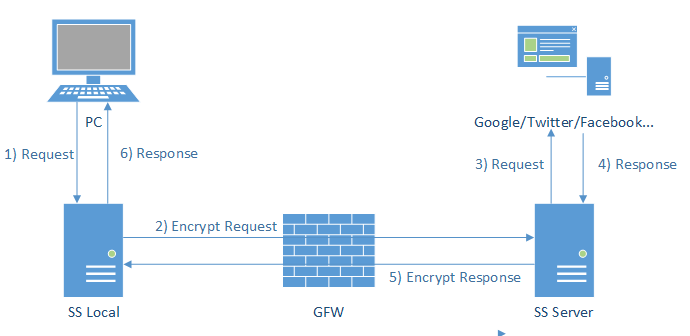 PC
Google/Twitter/Facebook...
1) Request
6) Response
3) Request
4) Response
2) Encrypt Request
5) Encrypt Response
SS Local
GFW
SS Server